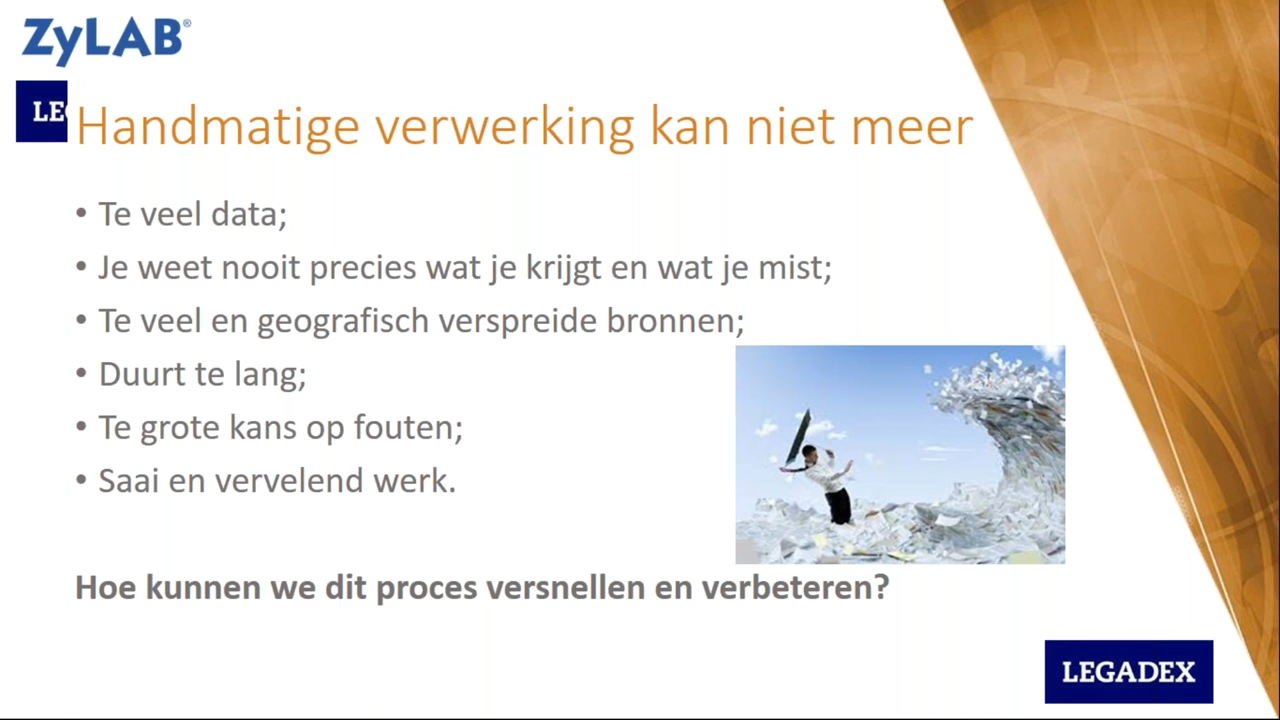 ZyLAB®
LE
Handmatige verwerking kan niet meer
• Te veel data;
• Je weet nooit precies wat je krijgt en wat je mist;
• Te veel en geografisch verspreide bronnen;
• Duurt te lang;
• Te grote kans op fouten;
• Saai en vervelend werk.
Hoe kunnen we dit proces versnellen en verbeteren?
LEGADEX